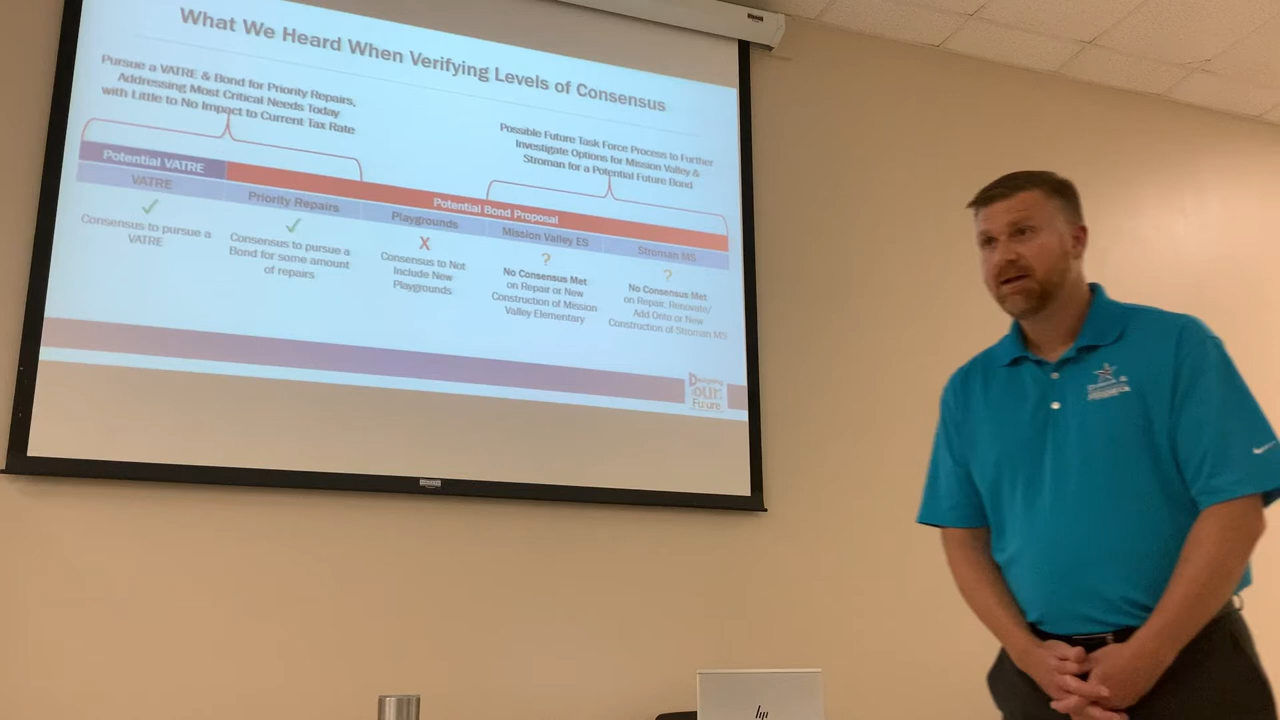 What We Heard When Verifying Levels of Consensus
Pursue a VATRE & Bond for Priority Repairs,
Addressing Most Critical Needs Today
with Little to No Impact to Current Tax Rate
Possible Future Task Force Process to Further
Investigate Options for Mission Valley &
Stroman for a Potential Future Bond
Potential VATRE
Potential Bond Proposal
VATRE
Priority Repairs
Playgrounds
Mission Valley ES
Stroman MS
Consensus to pursue a
VATRE
Consensus to pursue a
Bond for some amount
of repairs
X
Consensus to Not
Include New
Playgrounds
?
No Consensus Met
on Repair or New
Construction of Mission
Valley Elementary
?
No Consensus Met
on Repair, Renovate/
Add Onto or New
Construction of Stroman MS
Designing
our
Future
hp